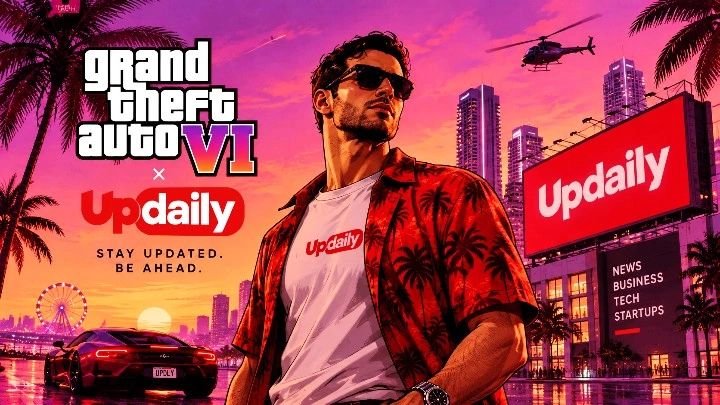 grand
theft
auto VI
×
Updaily
STAY UPDATED.
BE AHEAD.
Updaily
Updaily
NEWS
BUSINESS
TECH
STARTUPS
UPDLY